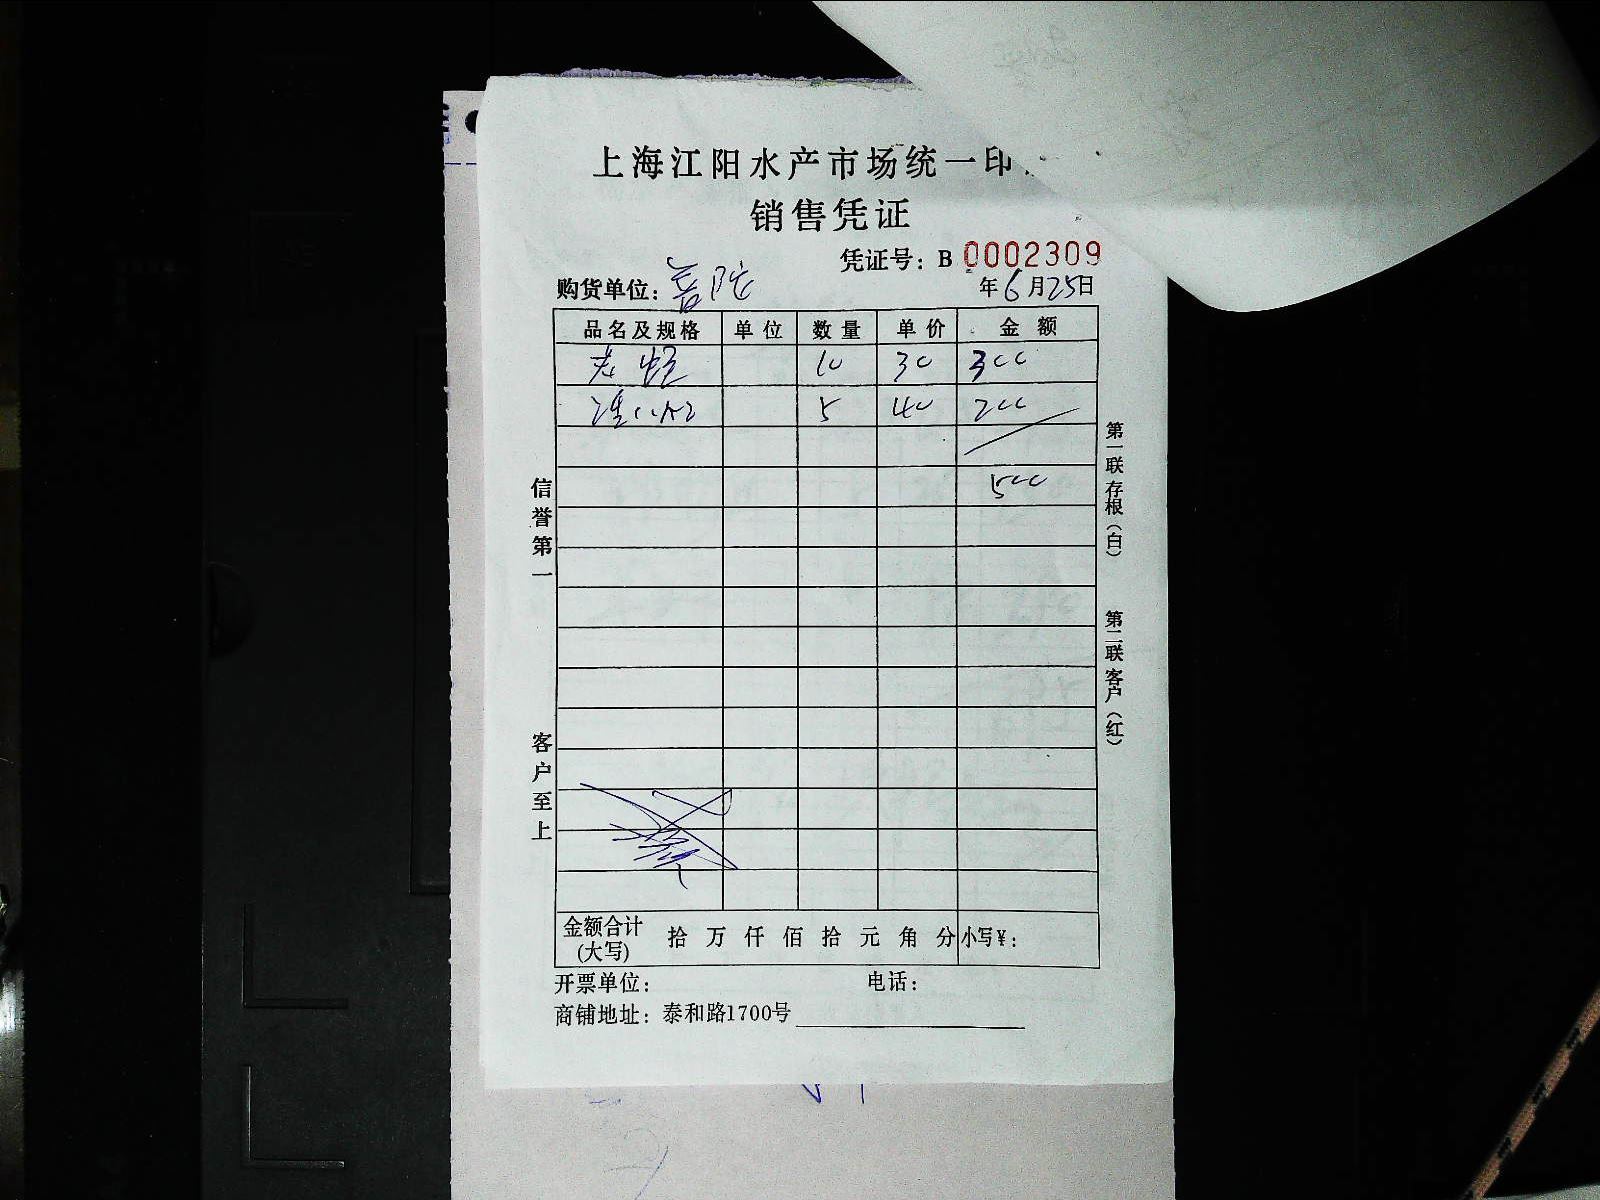 上海江阳水产市场统一印
销售凭证
凭证号：B 0002309
购货单位：普陀
年6月25日
品名及规格 单位 数量 单价 金额
10 30 300
5 40 200
500
信誉第一
客户至上
第一联存根（白）
第二联客户（红）
金额合计(大写) 拾 万 仟 佰 拾 元 角 分 小写￥：
开票单位： 电话：
商铺地址：泰和路1700号